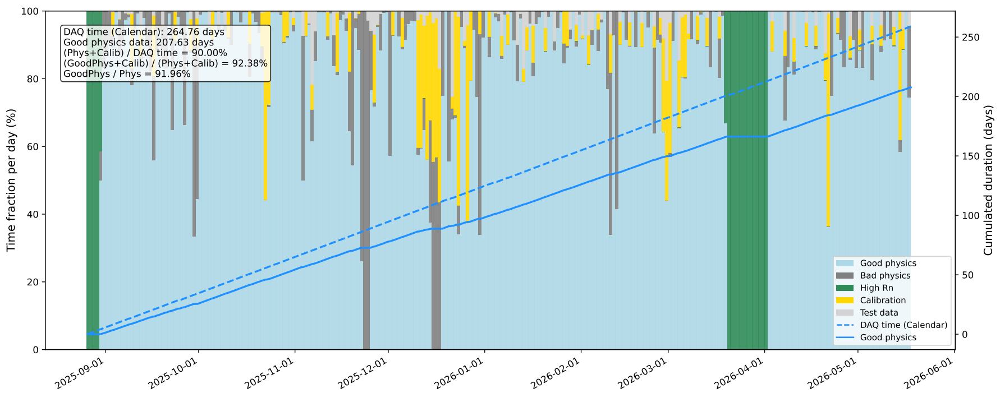 DAQ time (Calendar): 264.76 days
Good physics data: 207.63 days
(Phys+Calib) / DAQ time = 90.00%
(GoodPhys+Calib) / (Phys+Calib) = 92.38%
GoodPhys / Phys = 91.96%
Time fraction per day (%)
100
80
60
40
20
0
250
200
150
100
50
0
Cumulated duration (days)
Good physics
Bad physics
High Rn
Calibration
Test data
DAQ time (Calendar)
Good physics
2025-09-01
2025-10-01
2025-11-01
2025-12-01
2026-01-01
2026-02-01
2026-03-01
2026-04-01
2026-05-01
2026-06-01